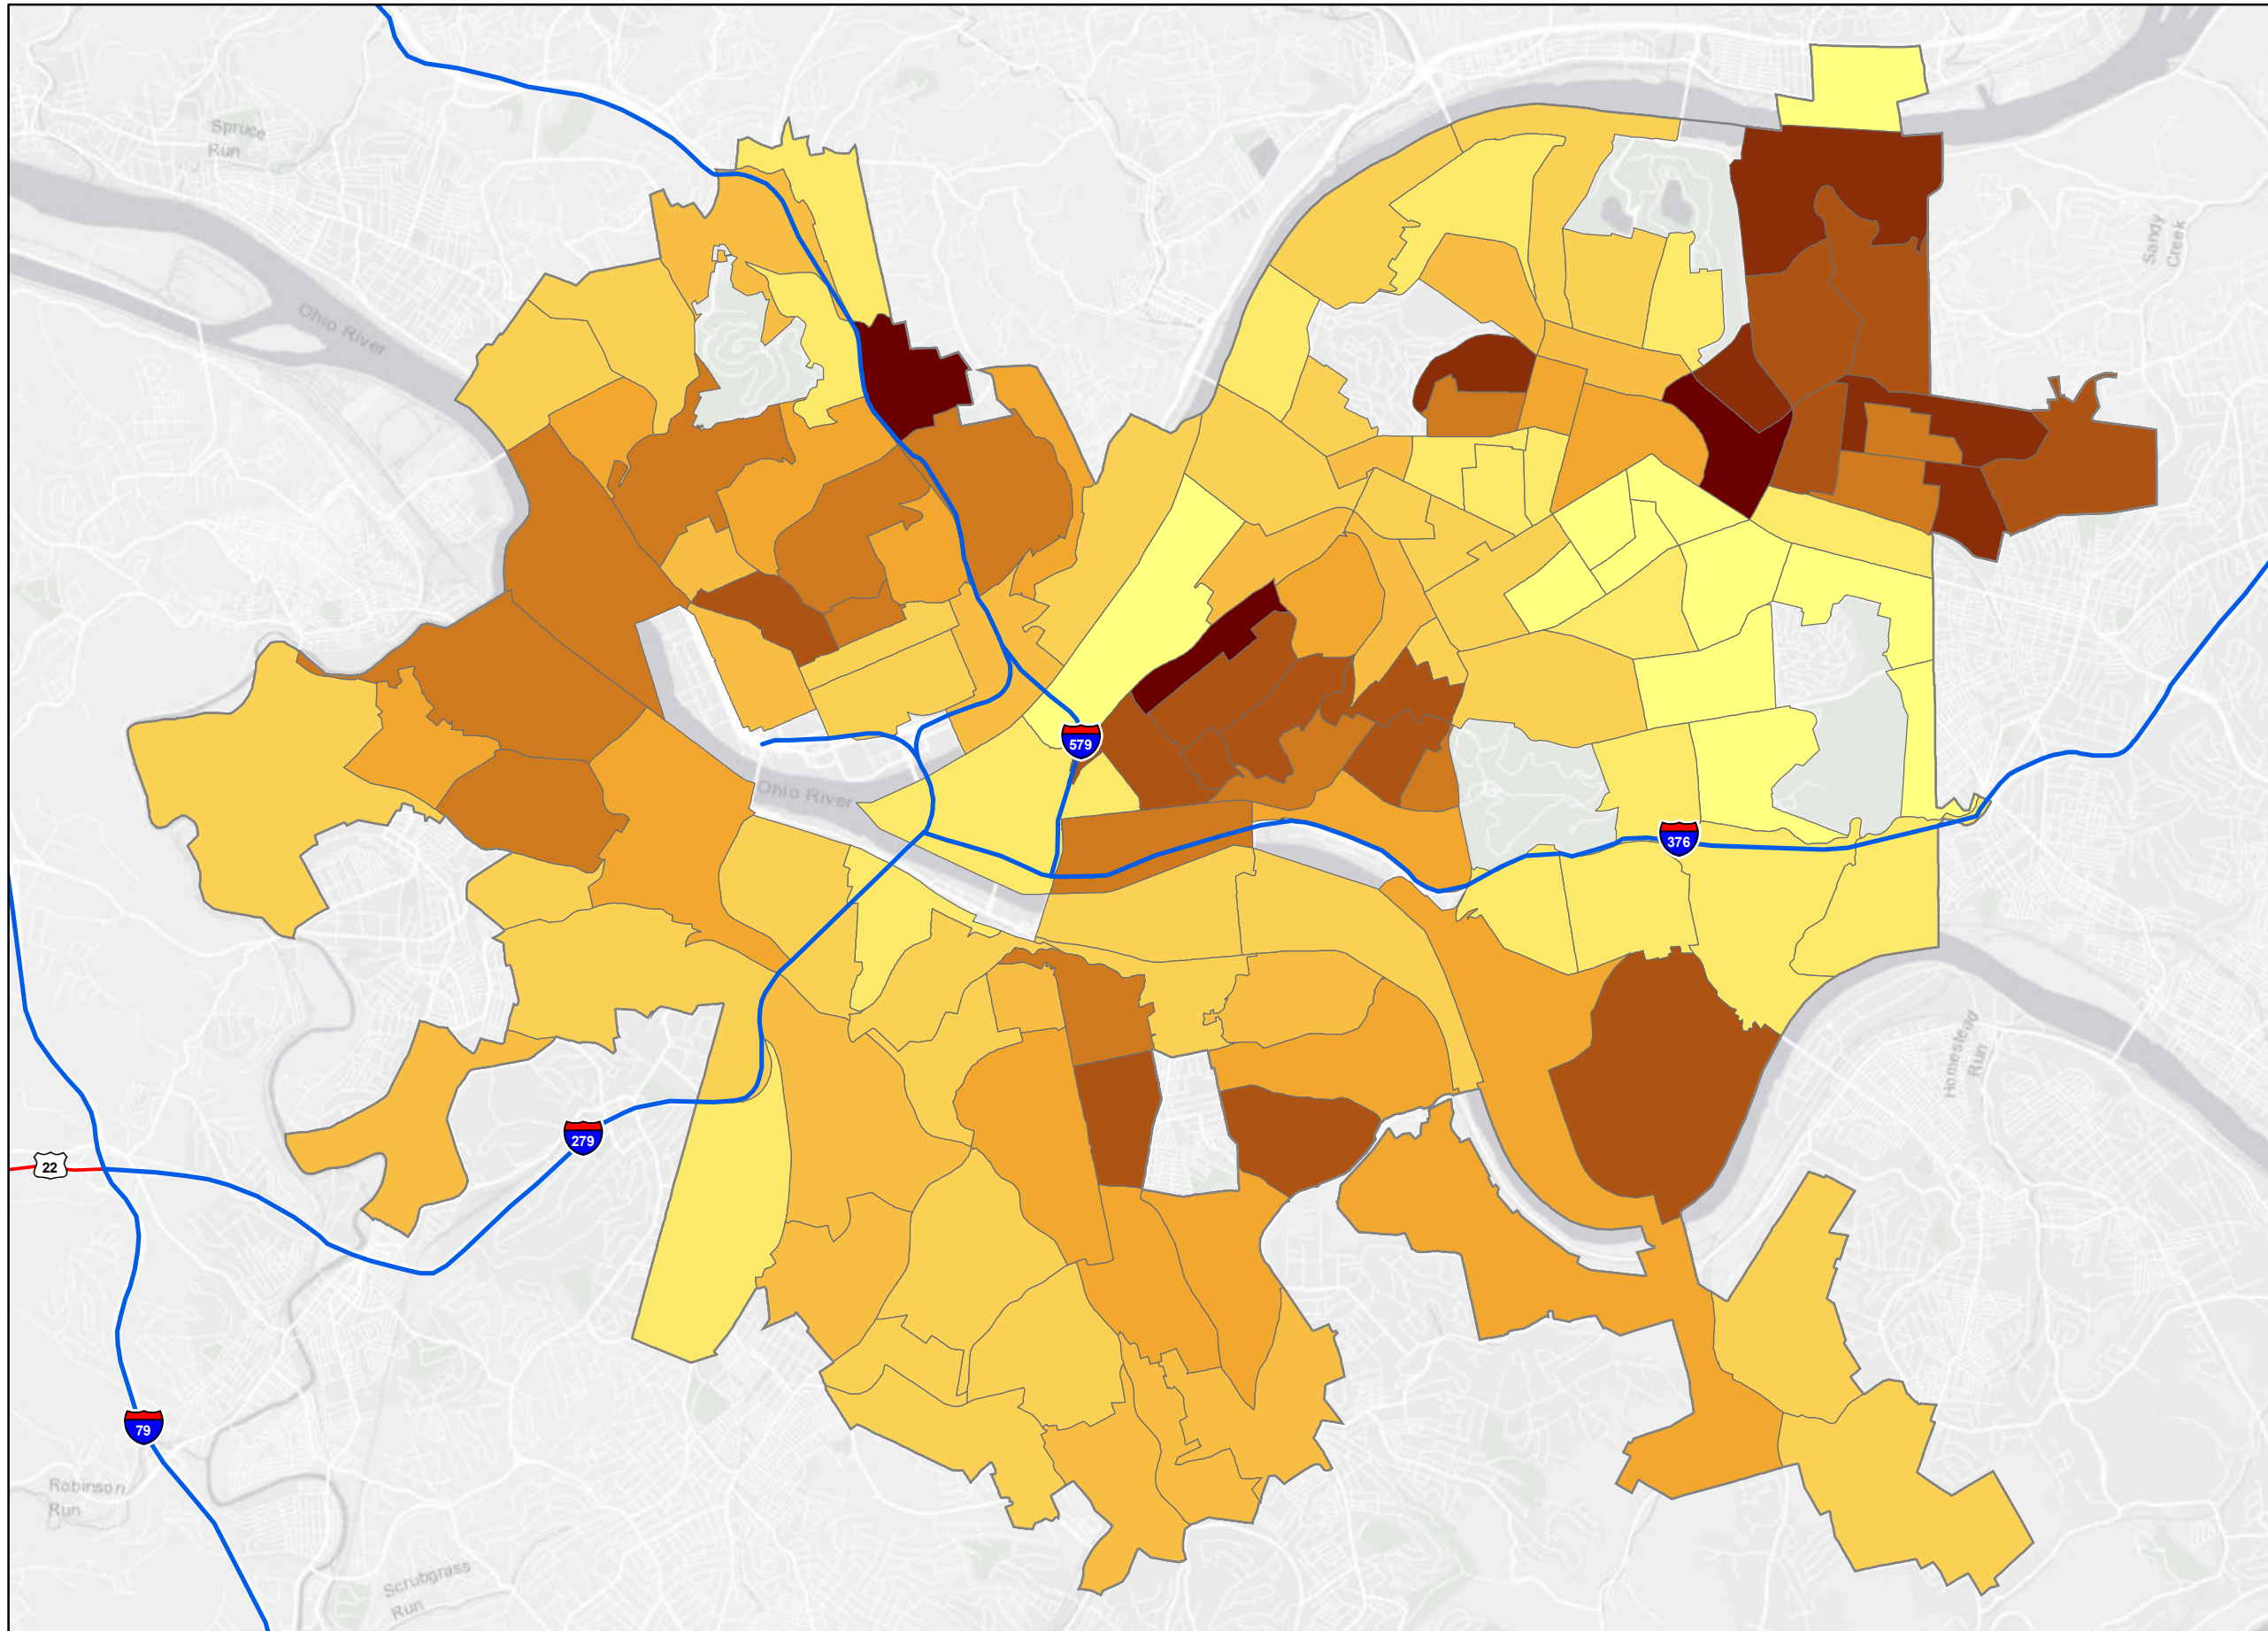 Spruce
Run
Sandy
Creek
Ohio River
579
Ohio River
376
Homestead
Run
279
22
79
Robinson
Run
Scrubgrass
Run